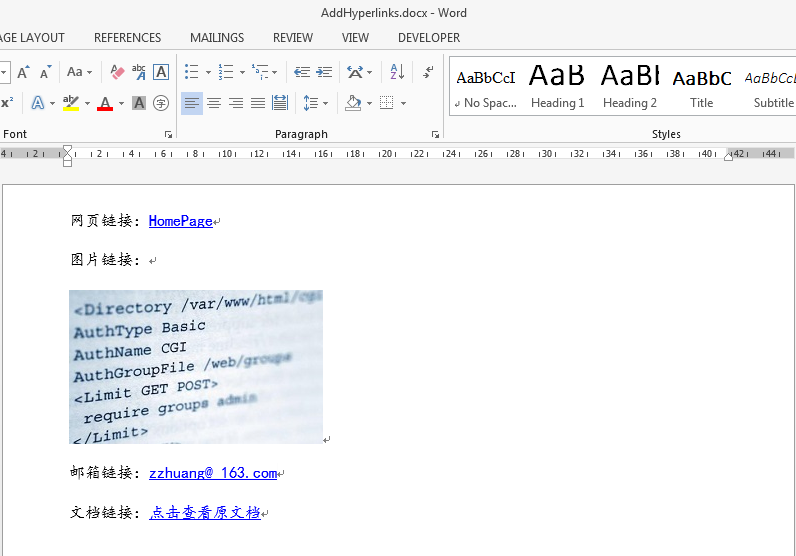 AddHyperlinks.docx - Word
AGE LAYOUT REFERENCES MAILINGS REVIEW VIEW DEVELOPER
A A Aa A abc A
AaBbCcI AaB AaBbI AaBbC AaBbCcI
x² A ab A A 字
No Spac... Heading 1 Heading 2 Title Subtitle
Font Paragraph Styles
4 2 2 4 6 8 10 12 14 16 18 20 22 24 26 28 30 32 34 36 38 40 42 44
网页链接：HomePage
图片链接：
<Directory /var/www/html/cgi
AuthType Basic
AuthName CGI
AuthGroupFile /web/groups
<Limit GET POST>
require groups admin
</Limit>
邮箱链接：zzhuang@ 163.com
文档链接：点击查看原文档